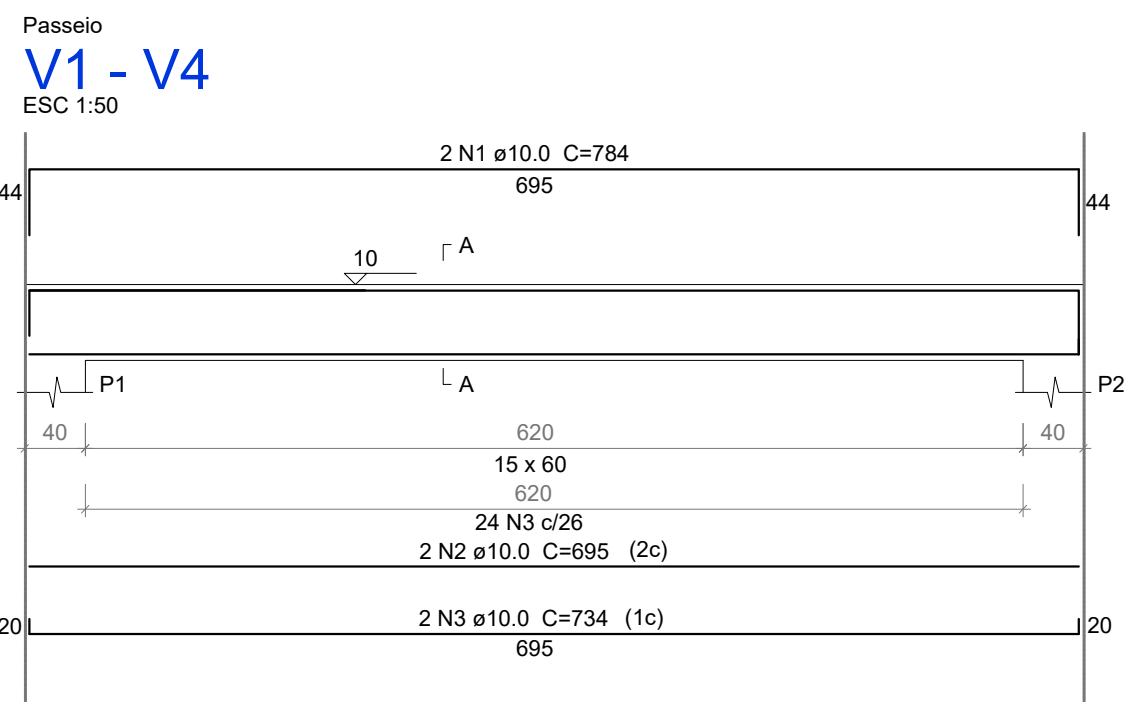 Passeio
V1 - V4
ESC 1:50
2 N1 ø10.0 C=784
695
44
44
A
10
A
P1
P2
40
620
40
15 x 60
620
24 N3 c/26
2 N2 ø10.0 C=695 (2c)
2 N3 ø10.0 C=734 (1c)
20
20
695